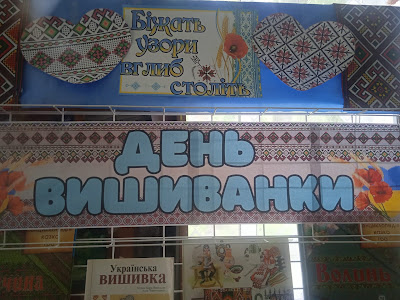 Біжать
узори
вглиб
століть
ДЕНЬ
ВИШИВАНКИ
Українська
вишивка